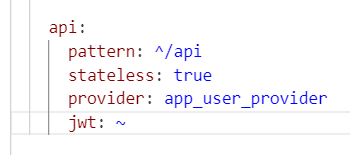 api:
pattern: ^/api
stateless: true
provider: app_user_provider
jwt: ~